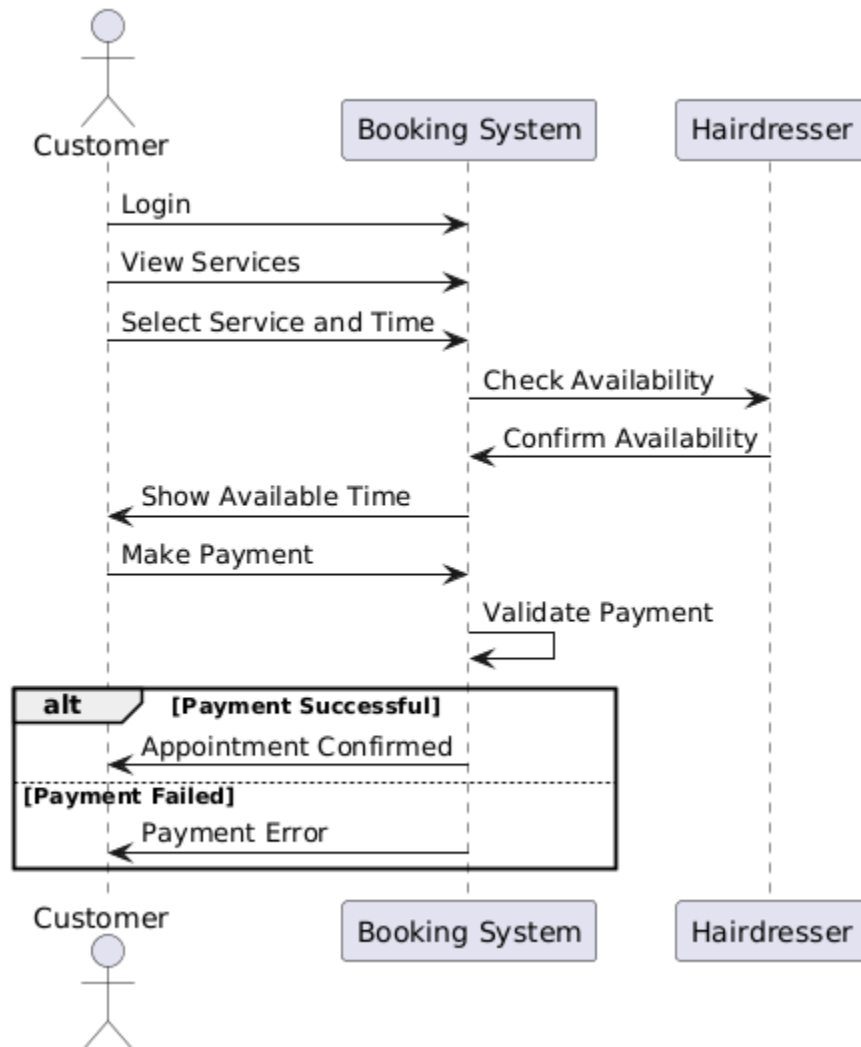 Customer
Booking System
Hairdresser
Login
View Services
Select Service and Time
Check Availability
Confirm Availability
Show Available Time
Make Payment
Validate Payment
alt
[Payment Successful]
Appointment Confirmed
[Payment Failed]
Payment Error
Customer
Booking System
Hairdresser